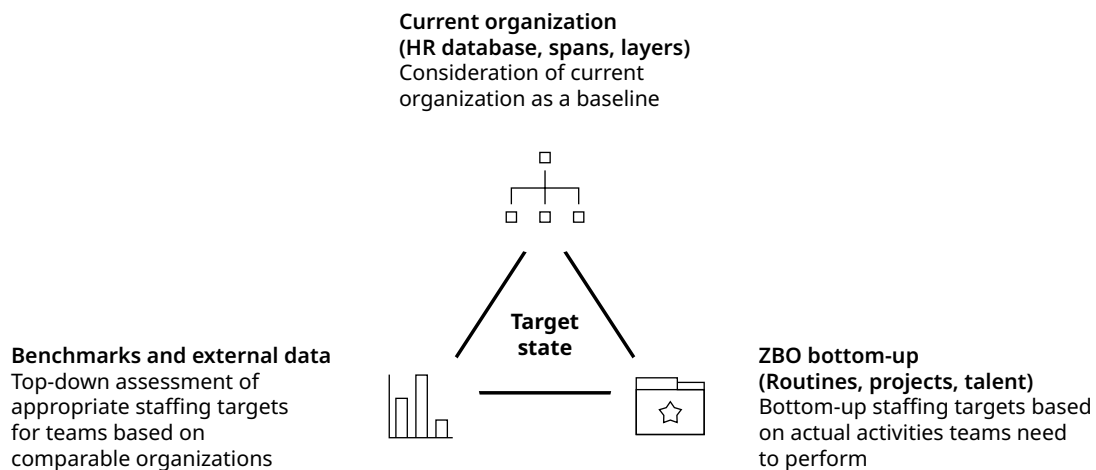 Current organization
(HR database, spans, layers)
Consideration of current
organization as a baseline
Target
state
Benchmarks and external data
Top-down assessment of
appropriate staffing targets
for teams based on
comparable organizations
ZBO bottom-up
(Routines, projects, talent)
Bottom-up staffing targets based
on actual activities teams need
to perform